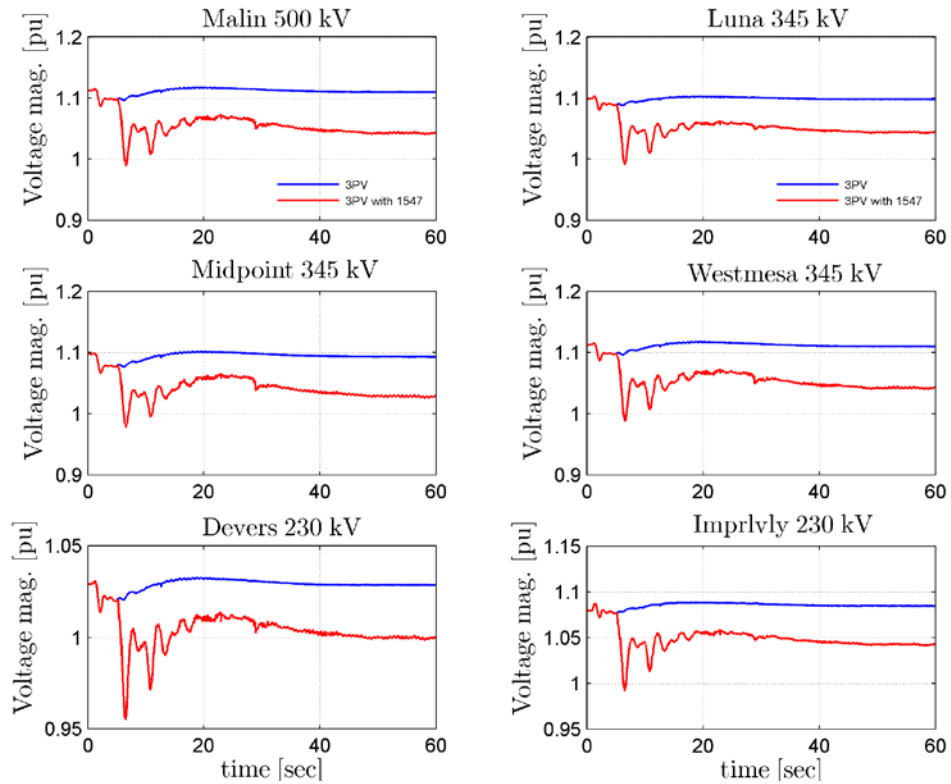 Malin 500 kV
Voltage mag. [pu]
1.2
1.1
1
0.9
3PV
3PV with 1547
0
20
40
60
Luna 345 kV
Voltage mag. [pu]
1.2
1.1
1
0.9
3PV
3PV with 1547
0
20
40
60
Midpoint 345 kV
Voltage mag. [pu]
1.2
1.1
1
0.9
0
20
40
60
Westmesa 345 kV
Voltage mag. [pu]
1.2
1.1
1
0.9
0
20
40
60
Devers 230 kV
Voltage mag. [pu]
1.05
1
0.95
0
20
40
60
time [sec]
Imprlvly 230 kV
Voltage mag. [pu]
1.15
1.1
1.05
1
0.95
0
20
40
60
time [sec]